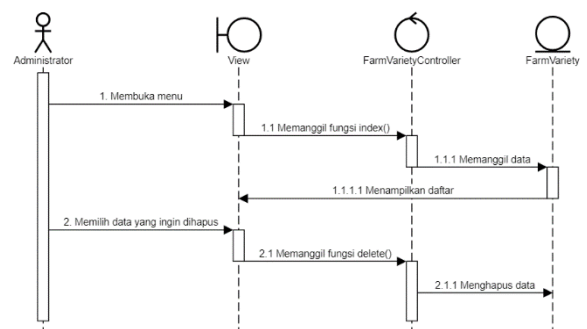 Administrator
View
FarmVarietyController
FarmVariety
1. Membuka menu
1.1 Memanggil fungsi index()
1.1.1 Memanggil data
1.1.1.1 Menampilkan daftar
2. Memilih data yang ingin dihapus
2.1 Memanggil fungsi delete()
2.1.1 Menghapus data